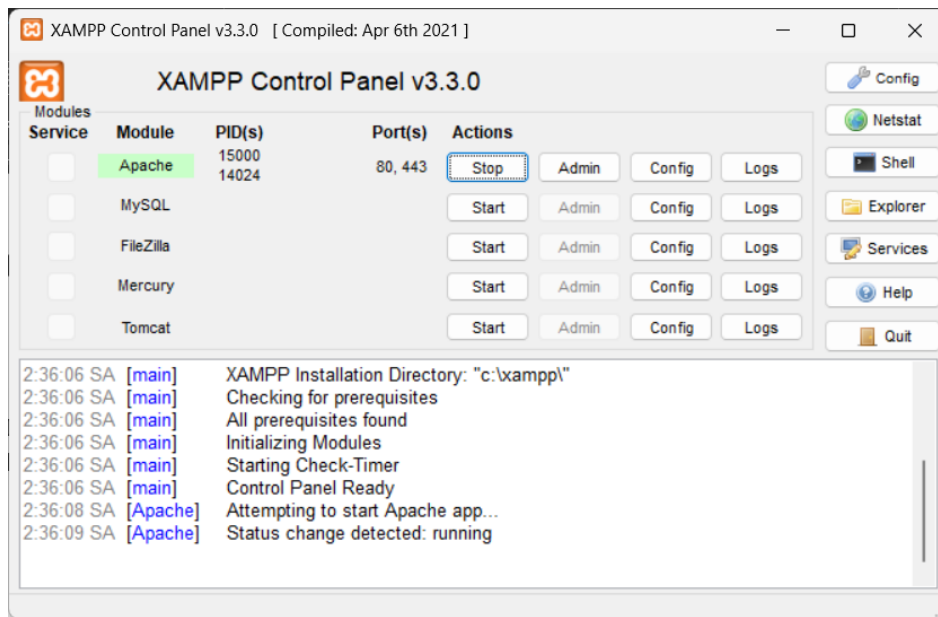 XAMPP Control Panel v3.3.0 [ Compiled: Apr 6th 2021 ]
XAMPP Control Panel v3.3.0
Config
Netstat
Shell
Explorer
Services
Help
Quit
Modules
Service Module PID(s) Port(s) Actions
Apache 15000 14024 80, 443 Stop Admin Config Logs
MySQL Start Admin Config Logs
FileZilla Start Admin Config Logs
Mercury Start Admin Config Logs
Tomcat Start Admin Config Logs
2:36:06 SA [main] XAMPP Installation Directory: "c:\xampp\"
2:36:06 SA [main] Checking for prerequisites
2:36:06 SA [main] All prerequisites found
2:36:06 SA [main] Initializing Modules
2:36:06 SA [main] Starting Check-Timer
2:36:06 SA [main] Control Panel Ready
2:36:08 SA [Apache] Attempting to start Apache app...
2:36:09 SA [Apache] Status change detected: running